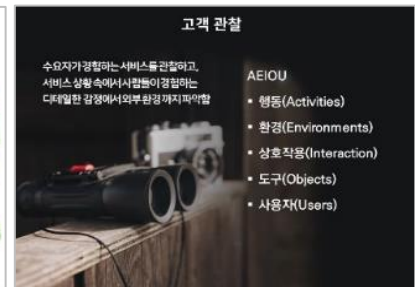 고객 관찰
수요자가 경험하는 서비스를 관찰하고,
서비스 상황 속에서 사람들이 경험하는
디테일한 감정에서 외부 환경까지 파악함
AEIOU
▪ 행동(Activities)
▪ 환경(Environments)
▪ 상호작용(Interaction)
▪ 도구(Objects)
▪ 사용자(Users)